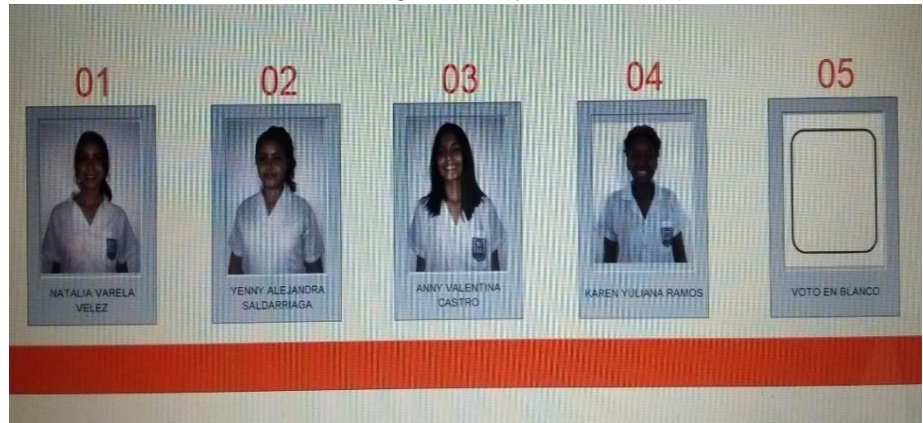 01
02
03
04
05
NATALIA VARELA
VELEZ
YENNY ALEJANDRA
SALDARRIAGA
ANNY VALENTINA
CASTRO
KAREN YULIANA RAMOS
VOTO EN BLANCO